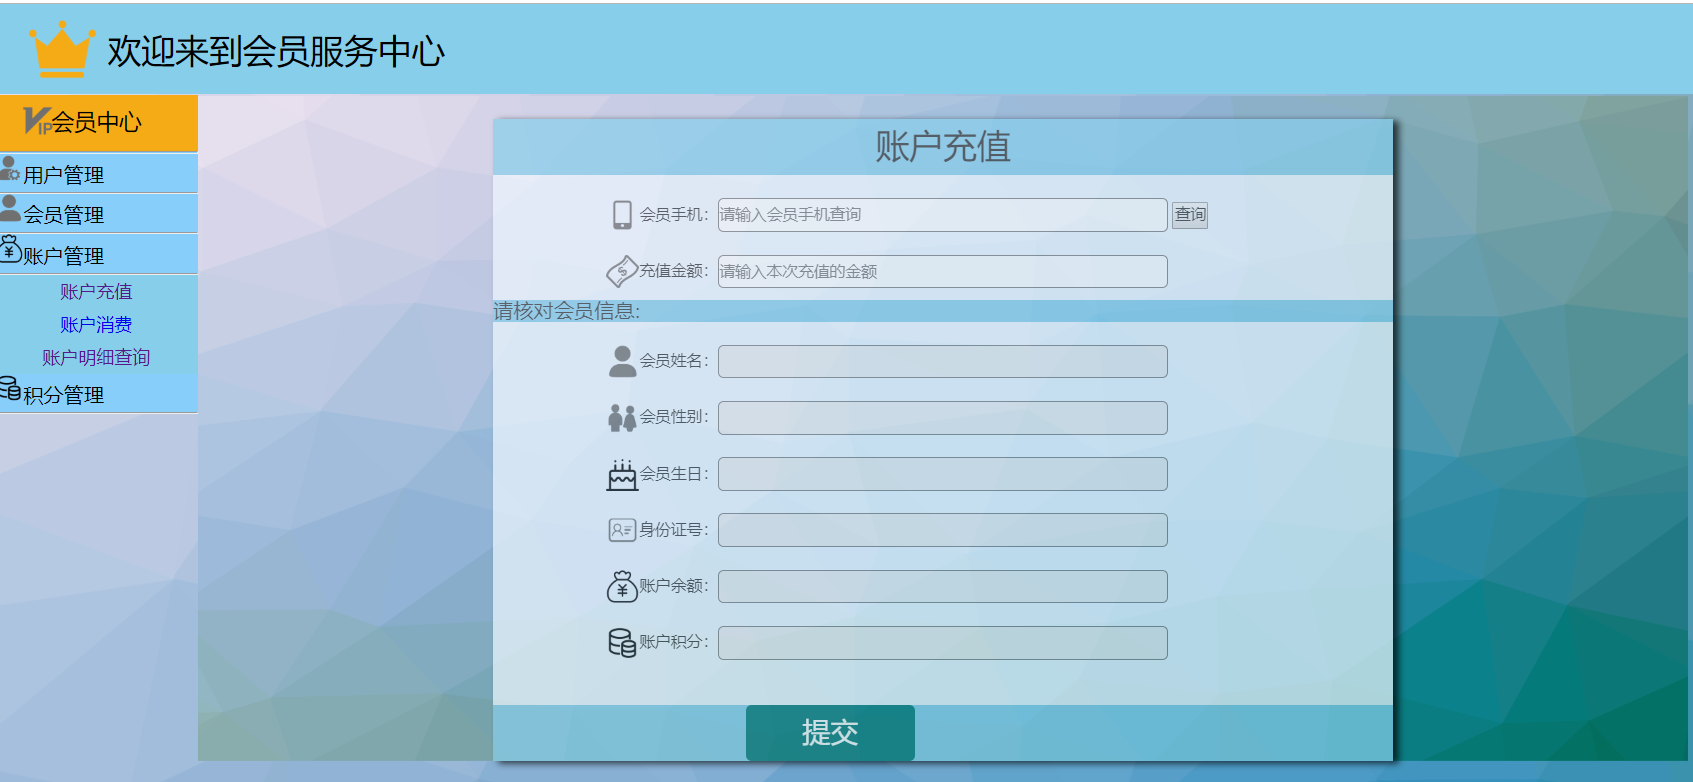 欢迎来到会员服务中心
VIP会员中心
用户管理
会员管理
账户管理
账户充值
账户消费
账户明细查询
积分管理
账户充值
会员手机: 请输入会员手机查询 查询
充值金额: 请输入本次充值的金额
请核对会员信息:
会员姓名:
会员性别:
会员生日:
身份证号:
账户余额:
账户积分:
提交